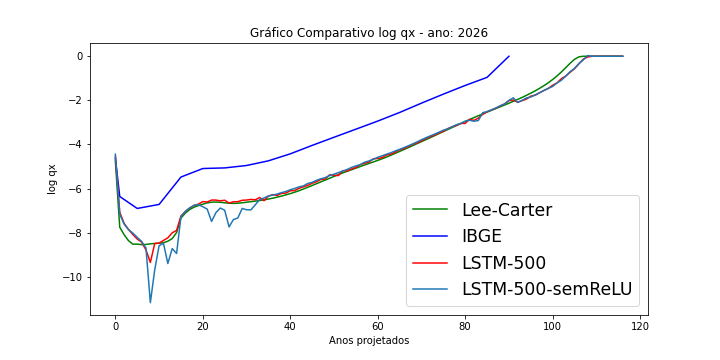 Gráfico Comparativo log qx - ano: 2026
log qx
0
−2
−4
−6
−8
−10
0 20 40 60 80 100 120
Anos projetados
Lee-Carter
IBGE
LSTM-500
LSTM-500-semReLU